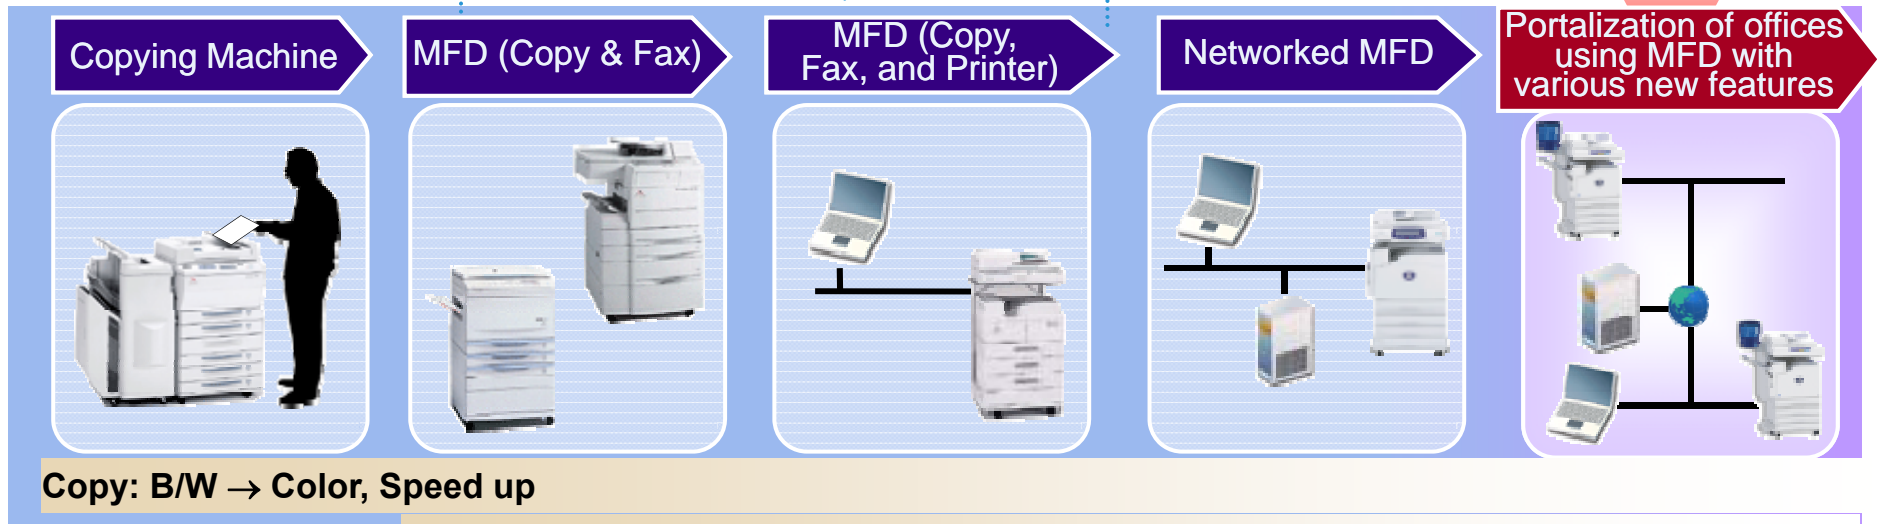 Copying Machine
MFD (Copy & Fax)
MFD (Copy,
Fax, and Printer)
Networked MFD
Portalization of offices
using MFD with
various new features
Copy: B/W → Color, Speed up